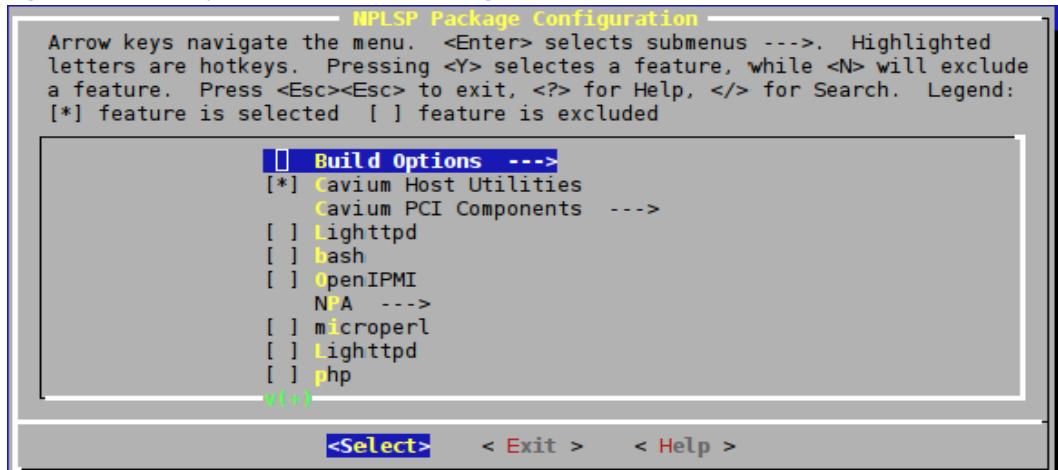 NPLSP Package Configuration
Arrow keys navigate the menu. <Enter> selects submenus --->. Highlighted
letters are hotkeys. Pressing <Y> selectes a feature, while <N> will exclude
a feature. Press <Esc><Esc> to exit, <?> for Help, </> for Search. Legend:
[*] feature is selected [ ] feature is excluded
Build Options --->
[*] Cavium Host Utilities
Cavium PCI Components --->
[ ] Lighttpd
[ ] bash
[ ] OpenIPMI
NPA --->
[ ] microperl
[ ] Lighttpd
[ ] php
v(+)
<Select> < Exit > < Help >